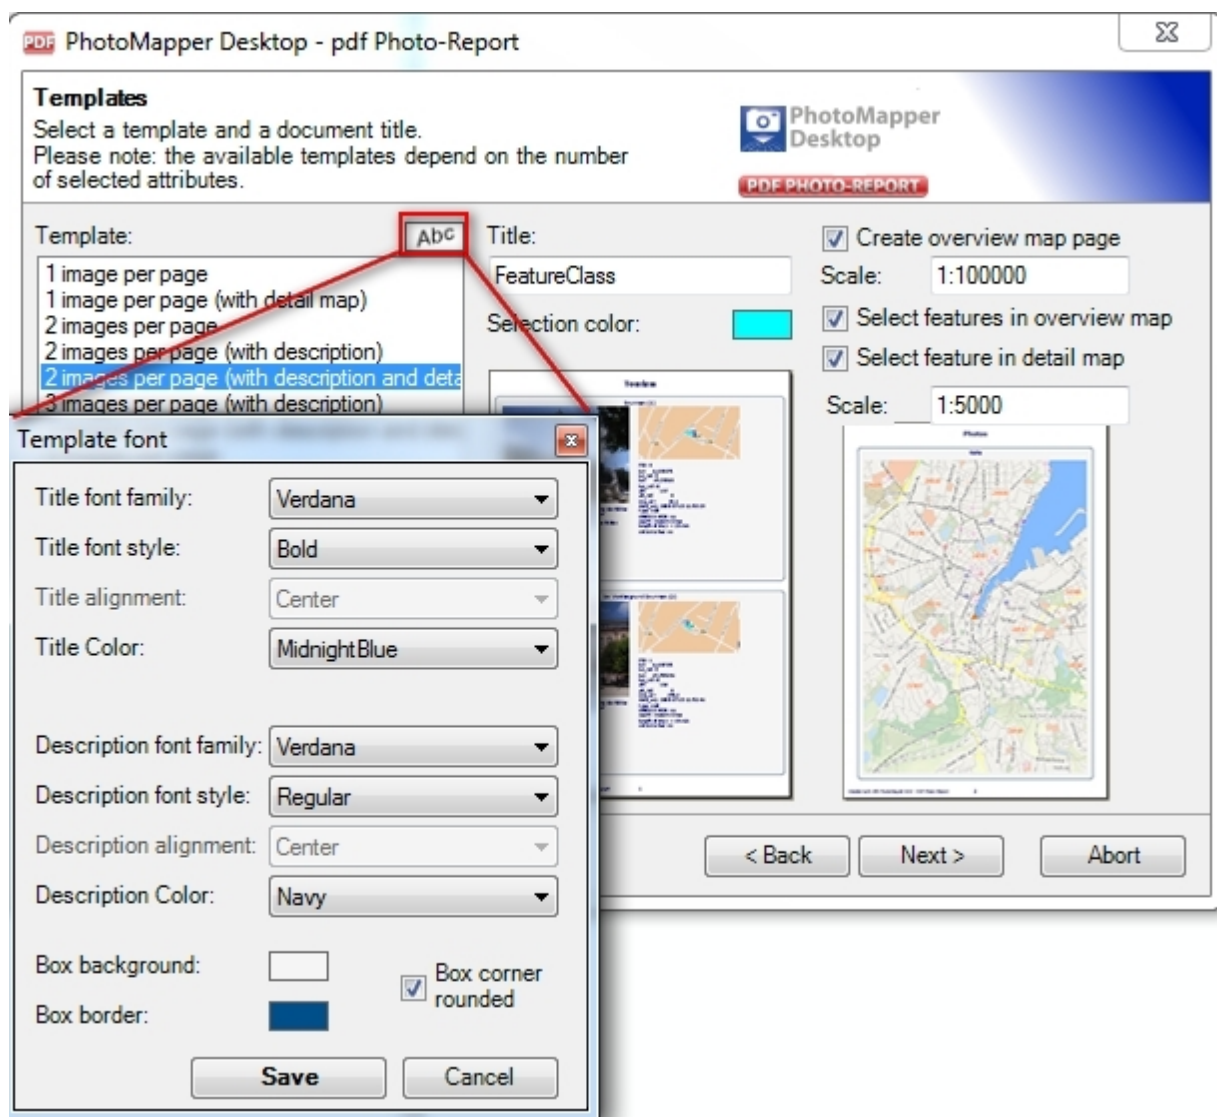 PDF PhotoMapper Desktop - pdf Photo-Report
Templates
Select a template and a document title.
Please note: the available templates depend on the number
of selected attributes.
PhotoMapper
Desktop
PDF PHOTO-REPORT
Template:
Abc
1 image per page
1 image per page (with detail map)
2 images per page
2 images per page (with description)
2 images per page (with description and deta
3 images per page (with description)
Title:
FeatureClass
Selection color:
Create overview map page
Scale: 1:100000
Select features in overview map
Select feature in detail map
Scale: 1:5000
Photos
Template font
Title font family: Verdana
Title font style: Bold
Title alignment: Center
Title Color: MidnightBlue
Description font family: Verdana
Description font style: Regular
Description alignment: Center
Description Color: Navy
Box background:
Box corner
rounded
Box border:
Save Cancel
< Back Next > Abort